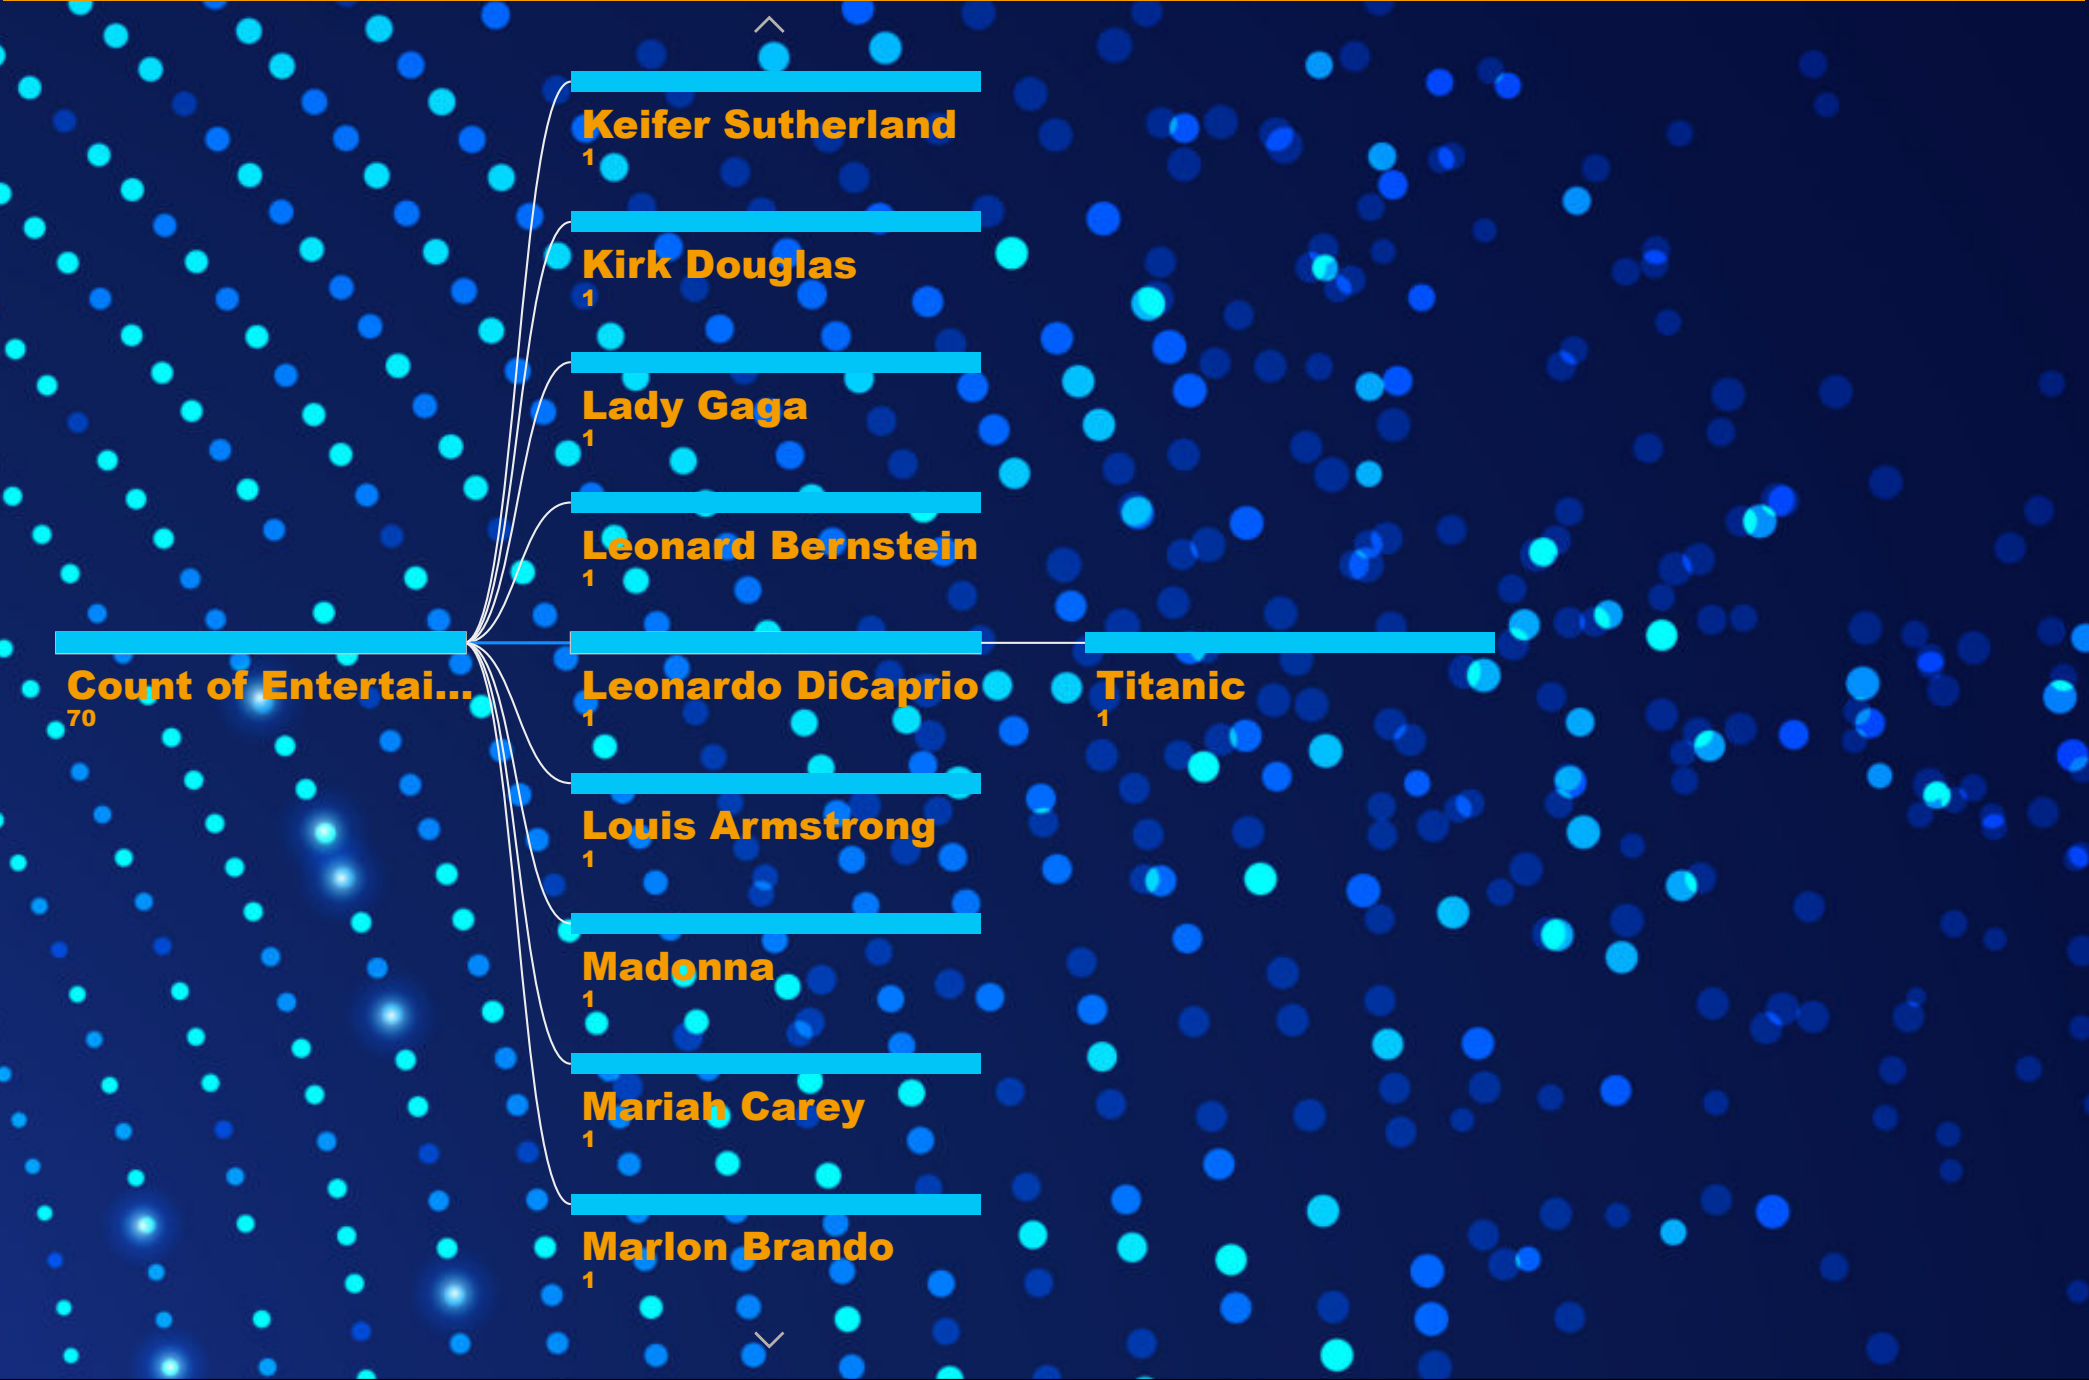 Keifer Sutherland
1
Kirk Douglas
1
Lady Gaga
1
Leonard Bernstein
1
Count of Entertai...
70
Leonardo DiCaprio
1
Titanic
1
Louis Armstrong
1
Madonna
1
Mariah Carey
1
Marlon Brando
1